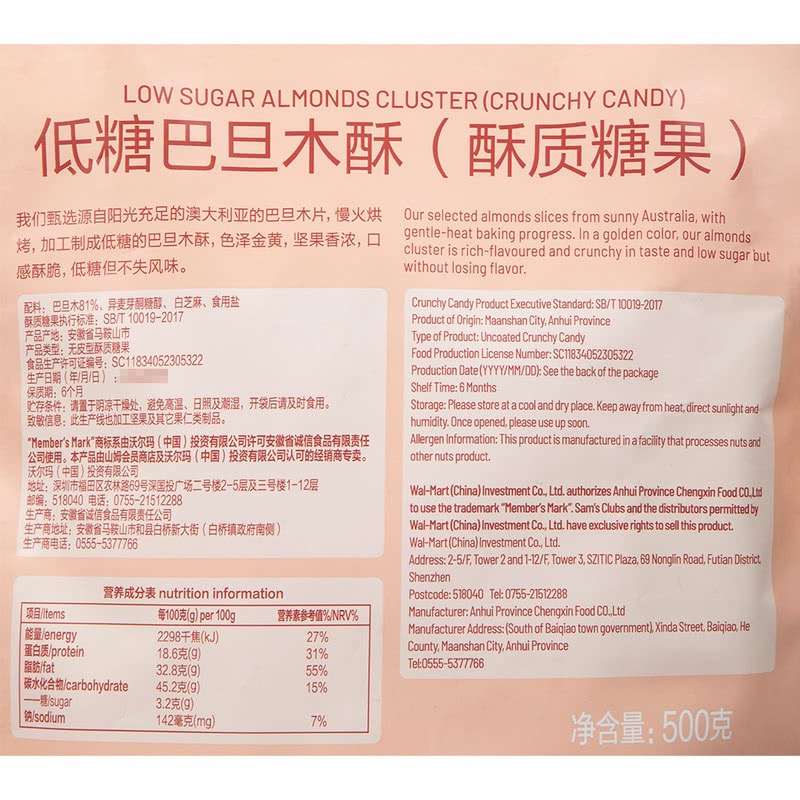 LOW SUGAR ALMONDS CLUSTER (CRUNCHY CANDY)
低糖巴旦木酥（酥质糖果）
我们甄选源自阳光充足的澳大利亚的巴旦木片，慢火烘
烤，加工制成低糖的巴旦木酥，色泽金黄，坚果香浓，口
感酥脆，低糖但不失风味。
Our selected almonds slices from sunny Australia, with
gentle-heat baking progress. In a golden color, our almonds
cluster is rich-flavoured and crunchy in taste and low sugar but
without losing flavor.
配料：巴旦木81%、异麦芽酮糖醇、白芝麻、食用盐
酥质糖果执行标准：SB/T 10019-2017
产品产地：安徽省马鞍山市
产品类型：无皮型酥质糖果
食品生产许可证编号：SC11834052305322
生产日期（年/月/日）：
保质期：6个月
贮存条件：请置于阴凉干燥处，避免高温、日照及潮湿，开袋后请及时食用。
致敏信息：此生产线也加工坚果及其它果仁类制品。
“Member's Mark”商标系由沃尔玛（中国）投资有限公司许可安徽省诚信食品有限责任
公司使用。本产品由山姆会员商店及沃尔玛（中国）投资有限公司认可的经销商专卖。
沃尔玛（中国）投资有限公司
地址：深圳市福田区农林路69号深国投广场二号楼2-5层及三号楼1-12层
邮编：518040 电话：0755-21512288
生产商：安徽省诚信食品有限责任公司
生产商地址：安徽省马鞍山市和县白桥新大街（白桥镇政府南侧）
生产商电话：0555-5377766
Crunchy Candy Product Executive Standard: SB/T 10019-2017
Product of Origin: Maanshan City, Anhui Province
Type of Product: Uncoated Crunchy Candy
Food Production License Number: SC11834052305322
Production Date (YYYY/MM/DD): See the back of the package
Shelf Time: 6 Months
Storage: Please store at a cool and dry place. Keep away from heat, direct sunlight and
humidity. Once opened, please use up soon.
Allergen Information: This product is manufactured in a facility that processes nuts and
other nuts product.
Wal-Mart (China) Investment Co., Ltd. authorizes Anhui Province Chengxin Food CO.,Ltd
to use the trademark “Member's Mark”. Sam's Clubs and the distributors permitted by
Wal-Mart (China) Investment Co., Ltd. have exclusive rights to sell this product.
Wal-Mart (China) Investment Co., Ltd.
Address: 2-5/F, Tower 2 and 1-12/F, Tower 3, SZITIC Plaza, 69 Nonglin Road, Futian District,
Shenzhen
Postcode: 518040 Tel: 0755-21512288
Manufacturer: Anhui Province Chengxin Food CO.,Ltd
Manufacturer Address: (South of Baiqiao town government), Xinda Street, Baiqiao, He
County, Maanshan City, Anhui Province
Tel:0555-5377766
营养成分表 nutrition information
项目/Items 每100克(g) per 100g 营养素参考值%/NRV%
能量/energy 2298千焦(kJ) 27%
蛋白质/protein 18.6克(g) 31%
脂肪/fat 32.8克(g) 55%
碳水化合物/carbohydrate 45.2克(g) 15%
——糖/sugar 3.2克(g)
钠/sodium 142毫克(mg) 7%
净含量：500克